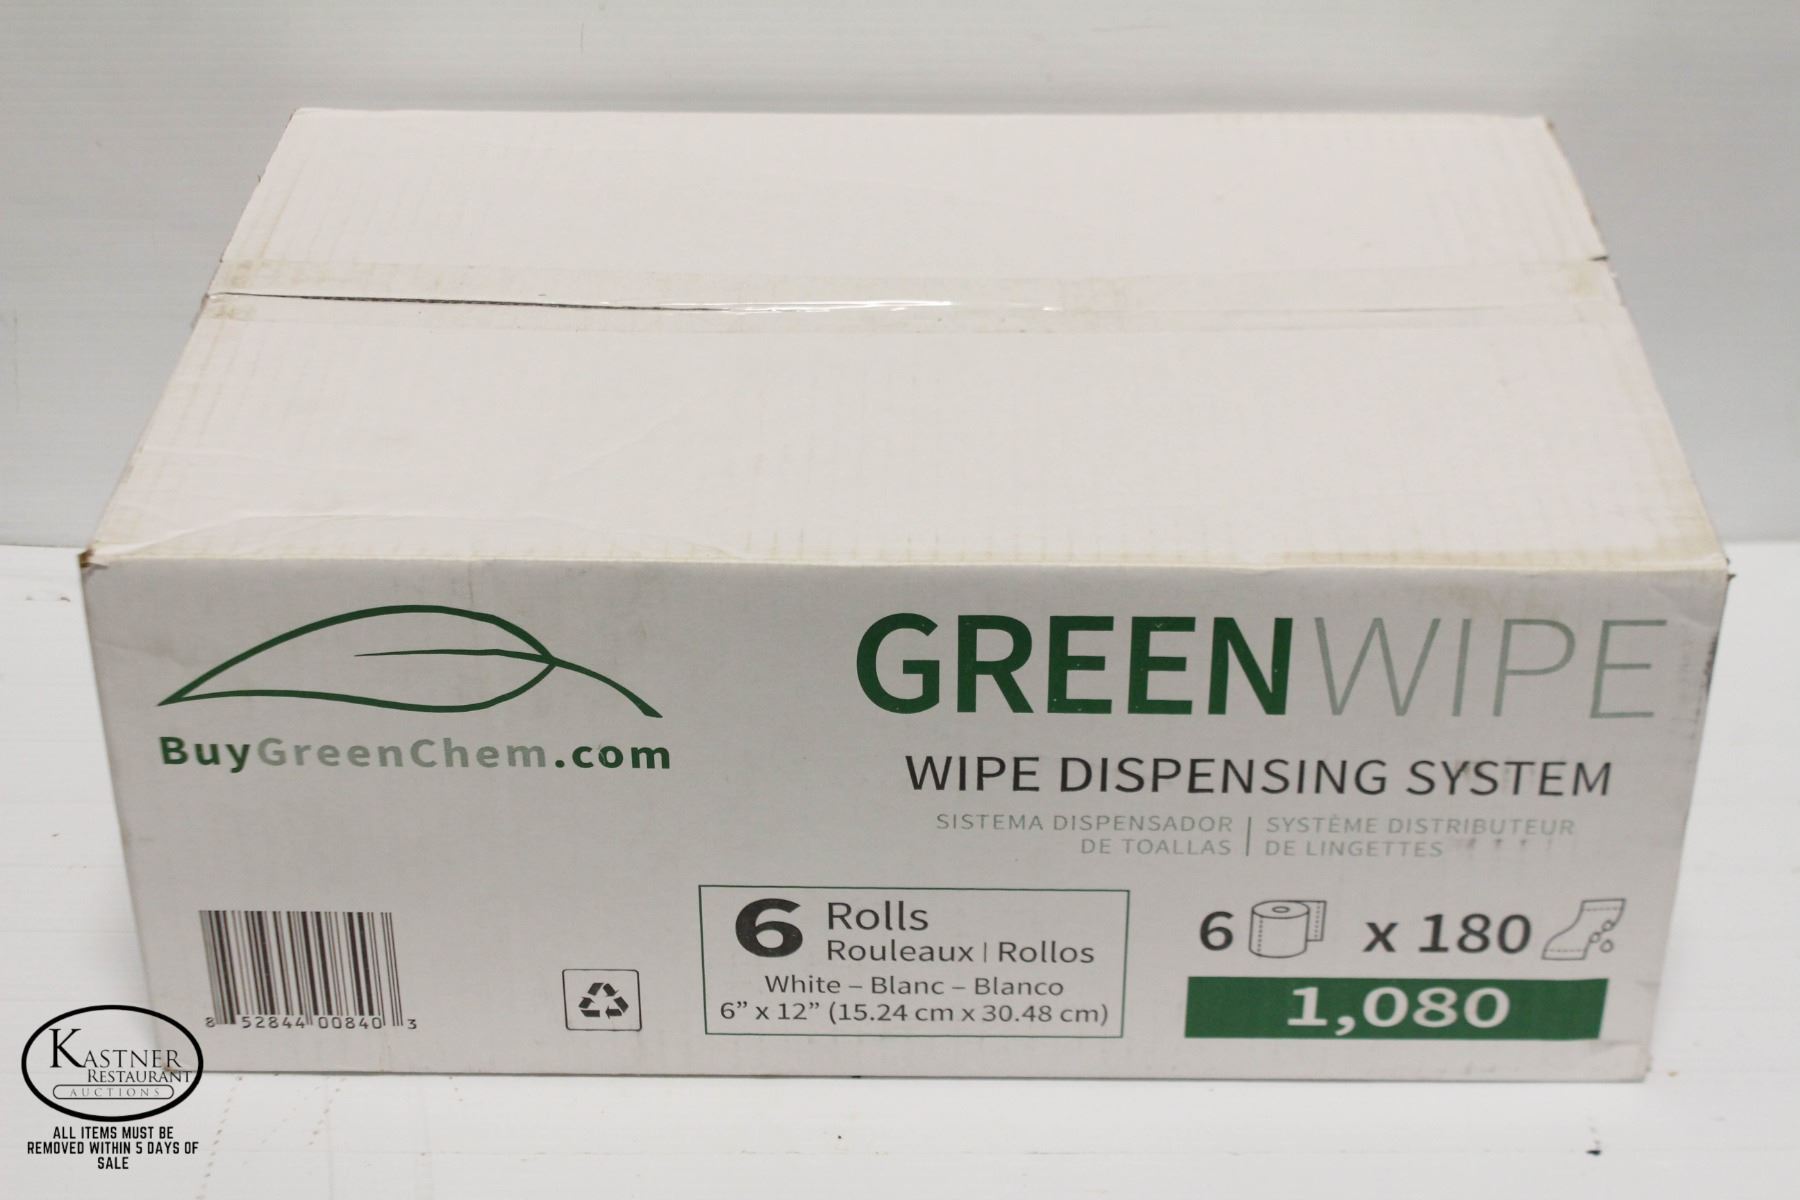 BuyGreenChem.com
GREENWIPE
WIPE DISPENSING SYSTEM
SISTEMA DISPENSADOR | SYSTÈME DISTRIBUTEUR
DE TOALLAS | DE LINGETTES
6 Rolls
Rouleaux | Rollos
White – Blanc – Blanco
6” x 12” (15.24 cm x 30.48 cm)
6 x 180
1,080
8 52844 00840 3
KASTNER
RESTAURANT
AUCTIONS
ALL ITEMS MUST BE
REMOVED WITHIN 5 DAYS OF
SALE